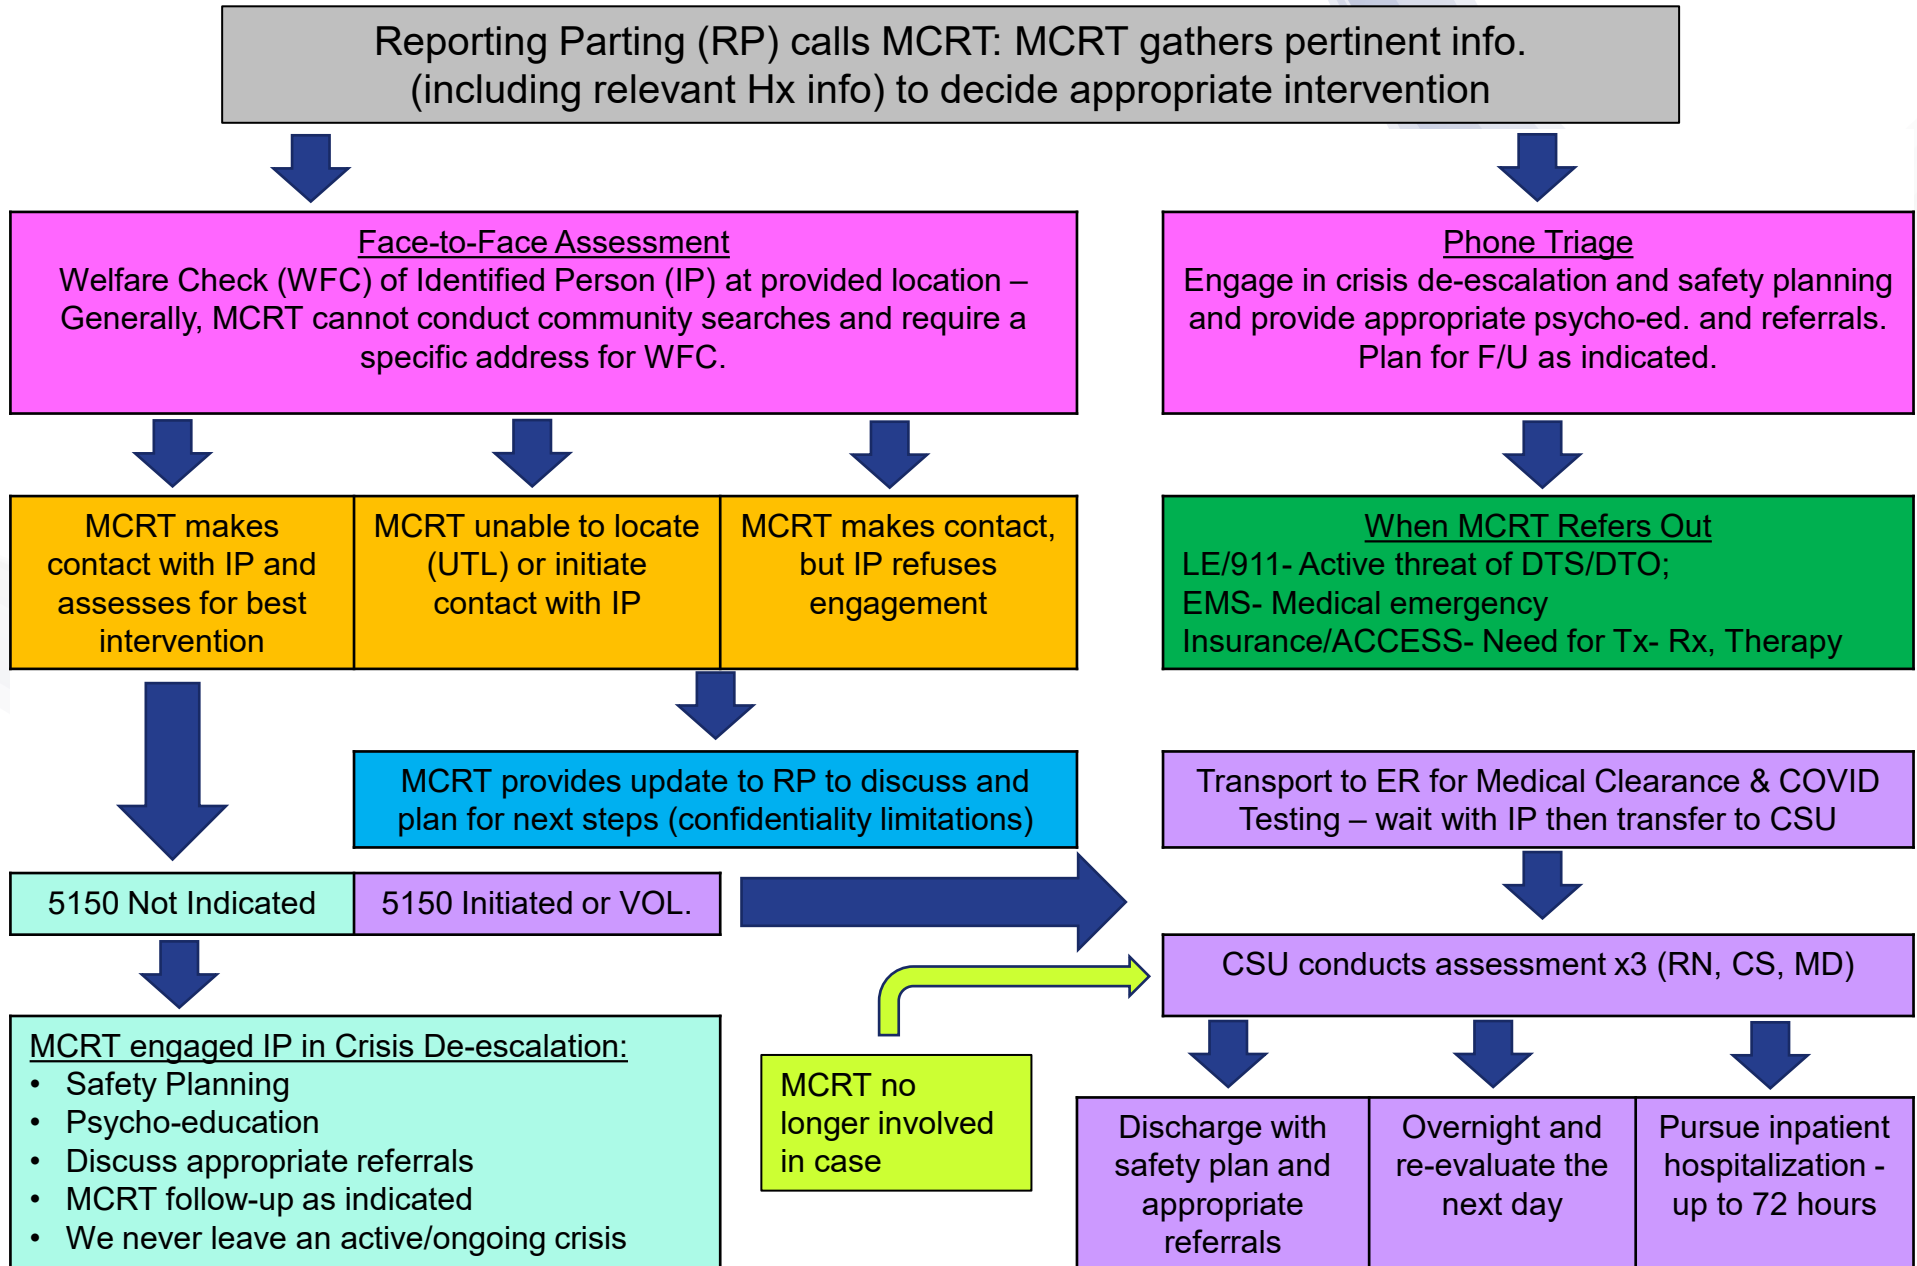 Reporting Parting (RP) calls MCRT: MCRT gathers pertinent info.
(including relevant Hx info) to decide appropriate intervention
Face-to-Face Assessment
Welfare Check (WFC) of Identified Person (IP) at provided location –
Generally, MCRT cannot conduct community searches and require a
specific address for WFC.
Phone Triage
Engage in crisis de-escalation and safety planning
and provide appropriate psycho-ed. and referrals.
Plan for F/U as indicated.
MCRT makes
contact with IP and
assesses for best
intervention
MCRT unable to locate
(UTL) or initiate
contact with IP
MCRT makes contact,
but IP refuses
engagement
When MCRT Refers Out
LE/911- Active threat of DTS/DTO;
EMS- Medical emergency
Insurance/ACCESS- Need for Tx- Rx, Therapy
MCRT provides update to RP to discuss and
plan for next steps (confidentiality limitations)
Transport to ER for Medical Clearance & COVID
Testing – wait with IP then transfer to CSU
5150 Not Indicated
5150 Initiated or VOL.
CSU conducts assessment x3 (RN, CS, MD)
MCRT engaged IP in Crisis De-escalation:
• Safety Planning
• Psycho-education
• Discuss appropriate referrals
• MCRT follow-up as indicated
• We never leave an active/ongoing crisis
MCRT no
longer involved
in case
Discharge with
safety plan and
appropriate
referrals
Overnight and
re-evaluate the
next day
Pursue inpatient
hospitalization -
up to 72 hours